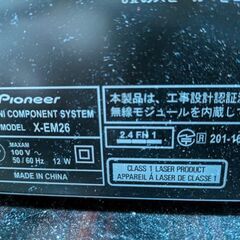 Pioneer
NI COMPONENT SYSTEM
MODEL X-EM26
MAXAM
100 V
50 / 60 Hz 12 W
MADE IN CHINA
本製品は、工事設計認証
無線モジュールを内蔵し
2.4 FH 1
R 201-16
CLASS 1 LASER PRODUCT
APPAREIL À LASER DE CLASSE 1